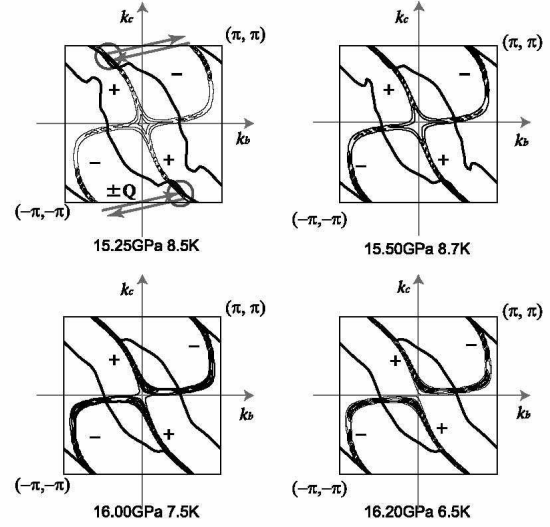 kc
kc
(π, π)
(π, π)
−
−
+
+
kb
kb
−
+
−
+
±Q
(−π,−π)
(−π,−π)
15.25GPa 8.5K
15.50GPa 8.7K
kc
kc
(π, π)
(π, π)
+
−
+
−
kb
kb
−
+
−
+
(−π,−π)
(−π,−π)
16.00GPa 7.5K
16.20GPa 6.5K